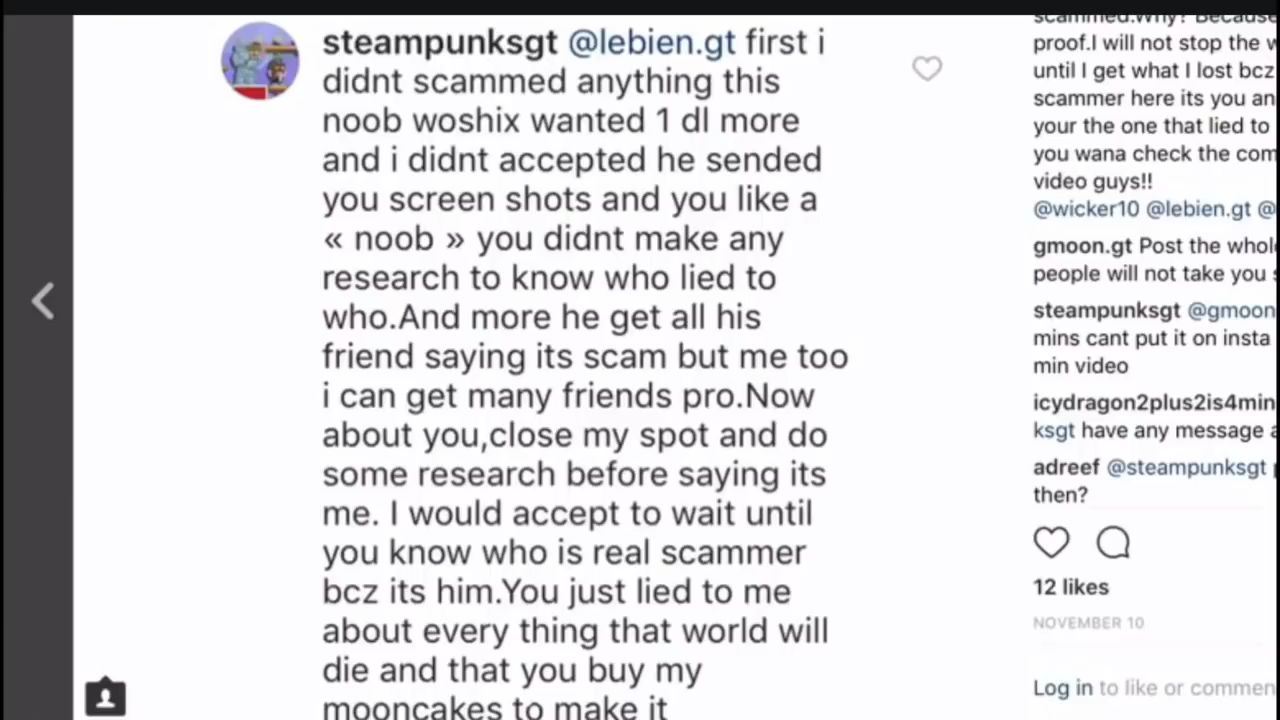 steampunksgt @lebien.gt first i
didnt scammed anything this
noob woshix wanted 1 dl more
and i didnt accepted he sended
you screen shots and you like a
« noob » you didnt make any
research to know who lied to
who.And more he get all his
friend saying its scam but me too
i can get many friends pro.Now
about you,close my spot and do
some research before saying its
me. I would accept to wait until
you know who is real scammer
bcz its him.You just lied to me
about every thing that world will
die and that you buy my
mooncakes to make it
scammed.Why? Because
proof.I will not stop the w
until I get what I lost bcz
scammer here its you an
your the one that lied to
you wana check the com
video guys!!
@wicker10 @lebien.gt @
gmoon.gt Post the whol
people will not take you s
steampunksgt @gmoon
mins cant put it on insta
min video
icydragon2plus2is4min
ksgt have any message a
adreef @steampunksgt
then?
12 likes
NOVEMBER 10
Log in to like or commen